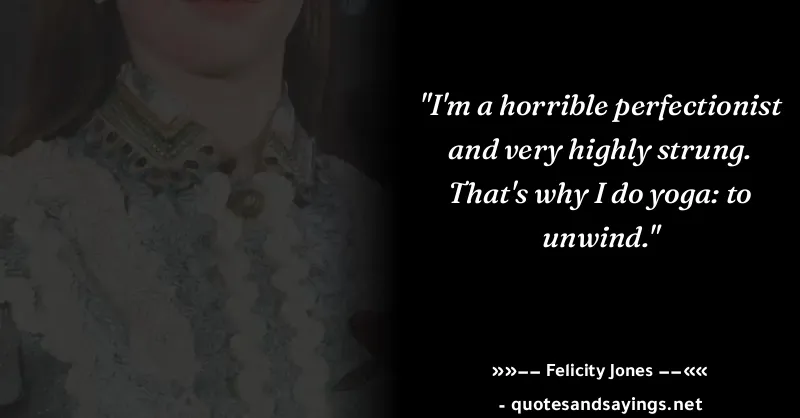 "I'm a horrible perfectionist
and very highly strung.
That's why I do yoga: to
unwind."
»»−− Felicity Jones −−««
- quotesandsayings.net